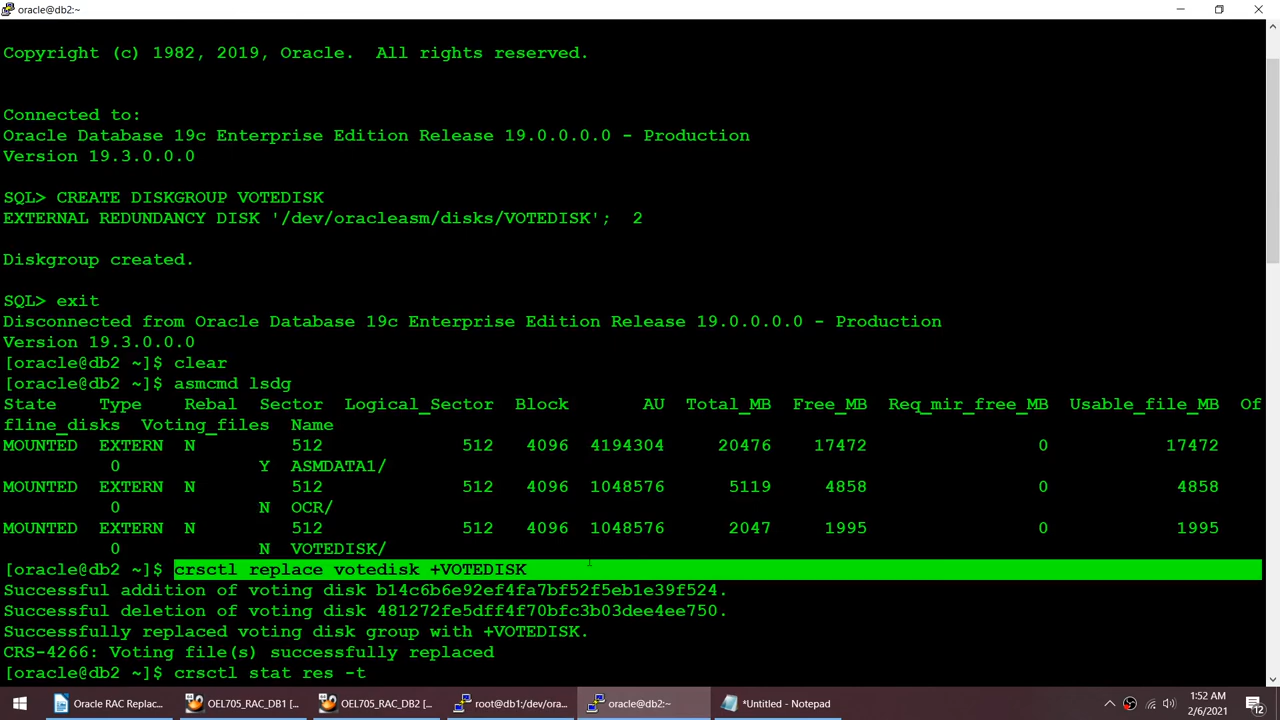 oracle@db2:~
Copyright (c) 1982, 2019, Oracle.  All rights reserved.
Connected to:
Oracle Database 19c Enterprise Edition Release 19.0.0.0.0 - Production
Version 19.3.0.0.0
SQL> CREATE DISKGROUP VOTEDISK
EXTERNAL REDUNDANCY DISK '/dev/oracleasm/disks/VOTEDISK';  2
Diskgroup created.
SQL> exit
Disconnected from Oracle Database 19c Enterprise Edition Release 19.0.0.0.0 - Production
Version 19.3.0.0.0
[oracle@db2 ~]$ clear
[oracle@db2 ~]$ asmcmd lsdg
State    Type    Rebal  Sector  Logical_Sector  Block       AU  Total_MB  Free_MB  Req_mir_free_MB  Usable_file_MB  Of
fline_disks  Voting_files  Name
MOUNTED  EXTERN  N         512             512   4096  4194304     20476    17472                0           17472
0             Y  ASMDATA1/
MOUNTED  EXTERN  N         512             512   4096  1048576      5119     4858                0            4858
0             N  OCR/
MOUNTED  EXTERN  N         512             512   4096  1048576      2047     1995                0            1995
0             N  VOTEDISK/
[oracle@db2 ~]$ crsctl replace votedisk +VOTEDISK
Successful addition of voting disk b14c6b6e92ef4fa7bf52f5eb1e39f524.
Successful deletion of voting disk 481272fe5dff4f70bfc3b03dee4ee750.
Successfully replaced voting disk group with +VOTEDISK.
CRS-4266: Voting file(s) successfully replaced
[oracle@db2 ~]$ crsctl stat res -t
Oracle RAC Replac... OEL705_RAC_DB1 [... OEL705_RAC_DB2 [... root@db1:/dev/ora... oracle@db2:~ *Untitled - Notepad
1:52 AM
2/6/2021
12